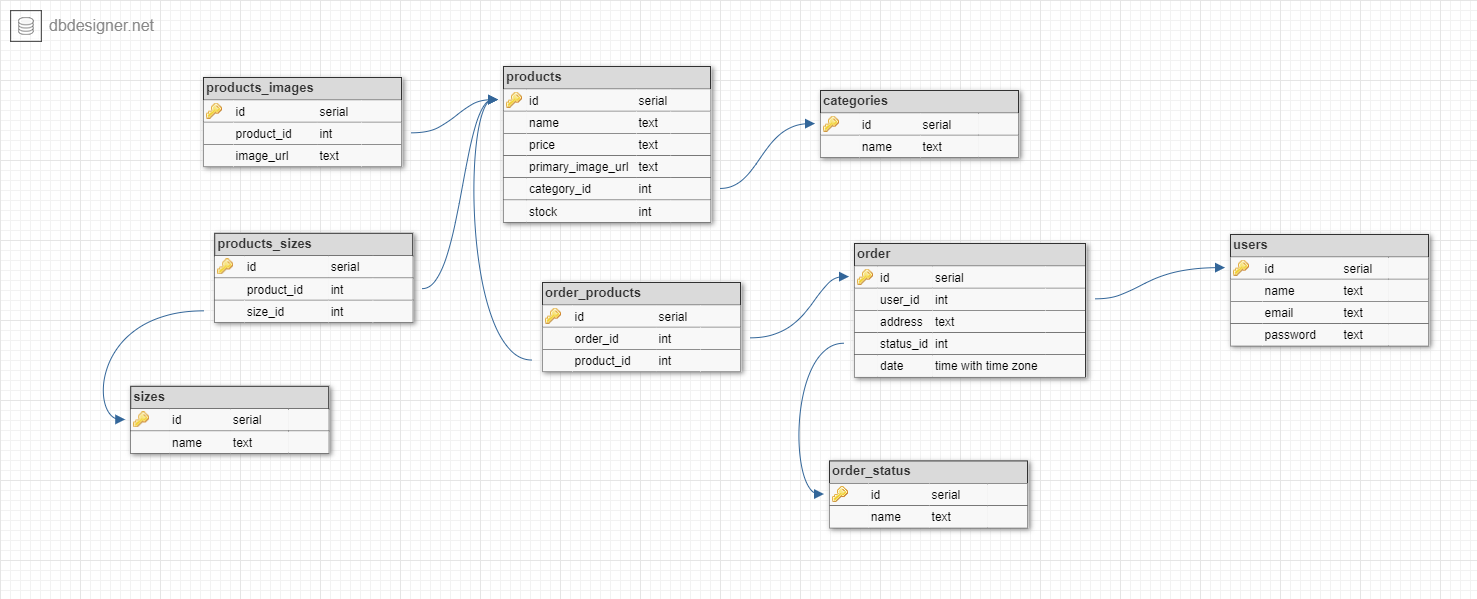 dbdesigner.net
products_images
id serial
product_id int
image_url text
products
id serial
name text
price text
primary_image_url text
category_id int
stock int
categories
id serial
name text
products_sizes
id serial
product_id int
size_id int
order_products
id serial
order_id int
product_id int
order
id serial
user_id int
address text
status_id int
date time with time zone
users
id serial
name text
email text
password text
sizes
id serial
name text
order_status
id serial
name text